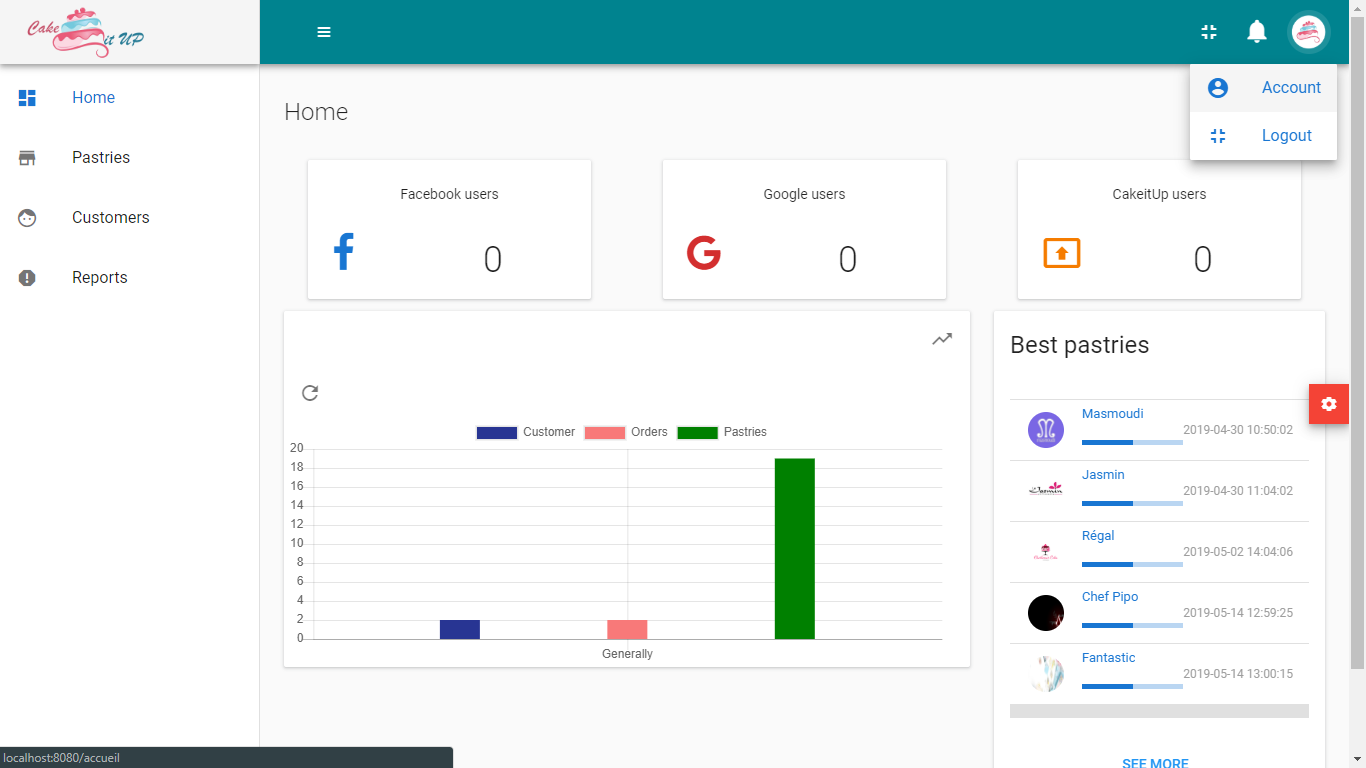 Cake
it UP
Home
Pastries
Customers
Reports
Account
Logout
Home
Facebook users
0
Google users
0
CakeitUp users
0
Customer Orders Pastries
20
18
16
14
12
10
8
6
4
2
0
Generally
Best pastries
Masmoudi
2019-04-30 10:50:02
Jasmin
2019-04-30 11:04:02
Régal
2019-05-02 14:04:06
Chef Pipo
2019-05-14 12:59:25
Fantastic
2019-05-14 13:00:15
SEE MORE
localhost:8080/accueil